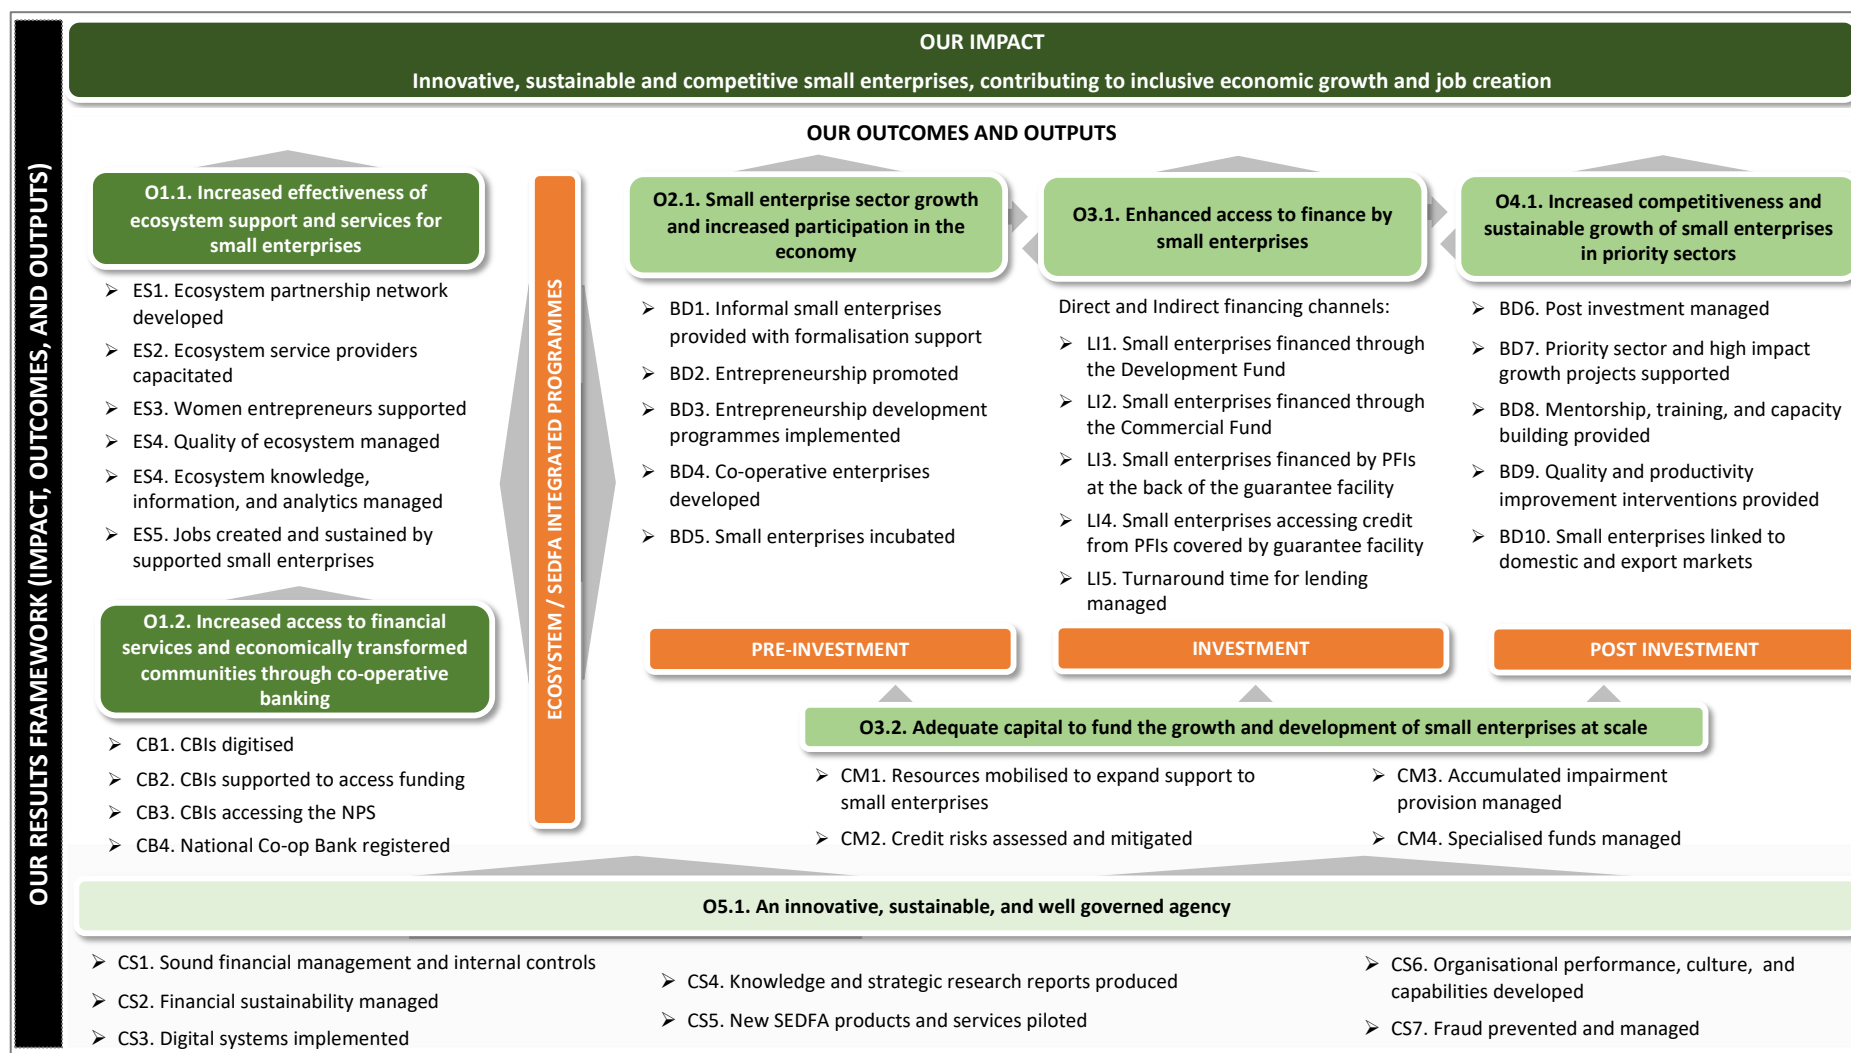 OUR RESULTS FRAMEWORK (IMPACT, OUTCOMES, AND OUTPUTS)
OUR IMPACT
Innovative, sustainable and competitive small enterprises, contributing to inclusive economic growth and job creation
OUR OUTCOMES AND OUTPUTS
O1.1. Increased effectiveness of
ecosystem support and services for
small enterprises
➢ ES1. Ecosystem partnership network
developed
➢ ES2. Ecosystem service providers
capacitated
➢ ES3. Women entrepreneurs supported
➢ ES4. Quality of ecosystem managed
➢ ES4. Ecosystem knowledge,
information, and analytics managed
➢ ES5. Jobs created and sustained by
supported small enterprises
O1.2. Increased access to financial
services and economically transformed
communities through co-operative
banking
➢ CB1. CBIs digitised
➢ CB2. CBIs supported to access funding
➢ CB3. CBIs accessing the NPS
➢ CB4. National Co-op Bank registered
ECOSYSTEM / SEDFA INTEGRATED PROGRAMMES
O2.1. Small enterprise sector growth
and increased participation in the
economy
➢ BD1. Informal small enterprises
provided with formalisation support
➢ BD2. Entrepreneurship promoted
➢ BD3. Entrepreneurship development
programmes implemented
➢ BD4. Co-operative enterprises
developed
➢ BD5. Small enterprises incubated
PRE-INVESTMENT
O3.1. Enhanced access to finance by
small enterprises
Direct and Indirect financing channels:
➢ LI1. Small enterprises financed through
the Development Fund
➢ LI2. Small enterprises financed through
the Commercial Fund
➢ LI3. Small enterprises financed by PFIs
at the back of the guarantee facility
➢ LI4. Small enterprises accessing credit
from PFIs covered by guarantee facility
➢ LI5. Turnaround time for lending
managed
INVESTMENT
O4.1. Increased competitiveness and
sustainable growth of small enterprises
in priority sectors
➢ BD6. Post investment managed
➢ BD7. Priority sector and high impact
growth projects supported
➢ BD8. Mentorship, training, and capacity
building provided
➢ BD9. Quality and productivity
improvement interventions provided
➢ BD10. Small enterprises linked to
domestic and export markets
POST INVESTMENT
O3.2. Adequate capital to fund the growth and development of small enterprises at scale
➢ CM1. Resources mobilised to expand support to
small enterprises
➢ CM2. Credit risks assessed and mitigated
➢ CM3. Accumulated impairment
provision managed
➢ CM4. Specialised funds managed
O5.1. An innovative, sustainable, and well governed agency
➢ CS1. Sound financial management and internal controls
➢ CS2. Financial sustainability managed
➢ CS3. Digital systems implemented
➢ CS4. Knowledge and strategic research reports produced
➢ CS5. New SEDFA products and services piloted
➢ CS6. Organisational performance, culture, and
capabilities developed
➢ CS7. Fraud prevented and managed